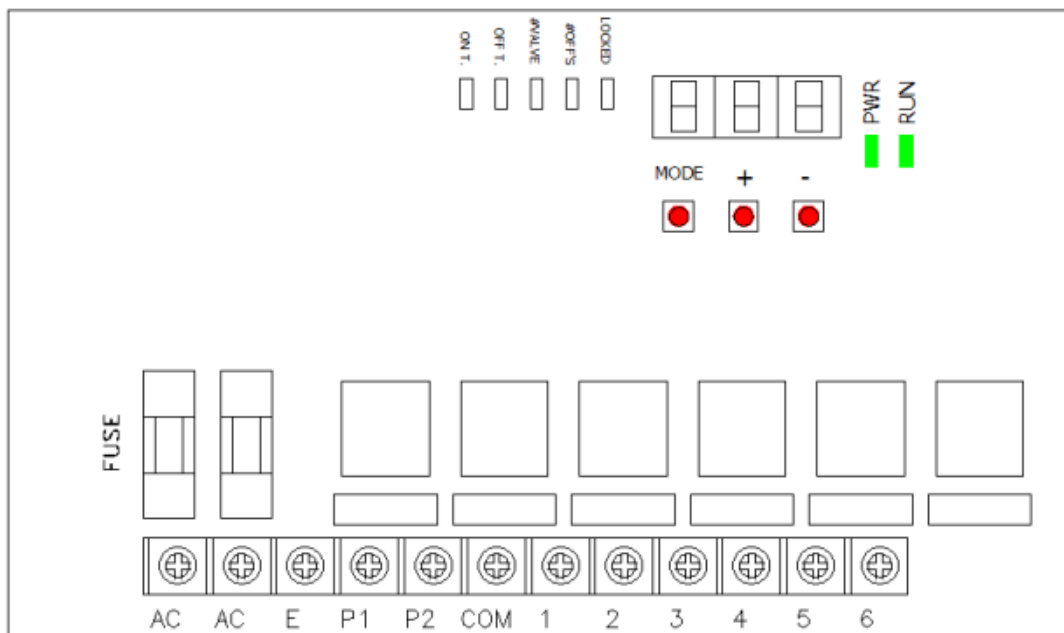 ON T. OFF T. #VALVE #OFF'S LOCKED
PWR RUN
MODE + -
FUSE
AC AC E P1 P2 COM 1 2 3 4 5 6